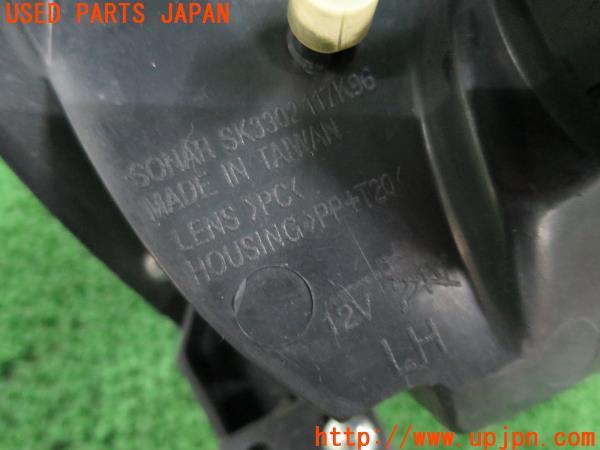 USED PARTS JAPAN
SONAR SK3302 117K96
MADE IN TAIWAN
LENS >PC<
HOUSING >PP+T20<
12V
LH
http://www.upjpn.com